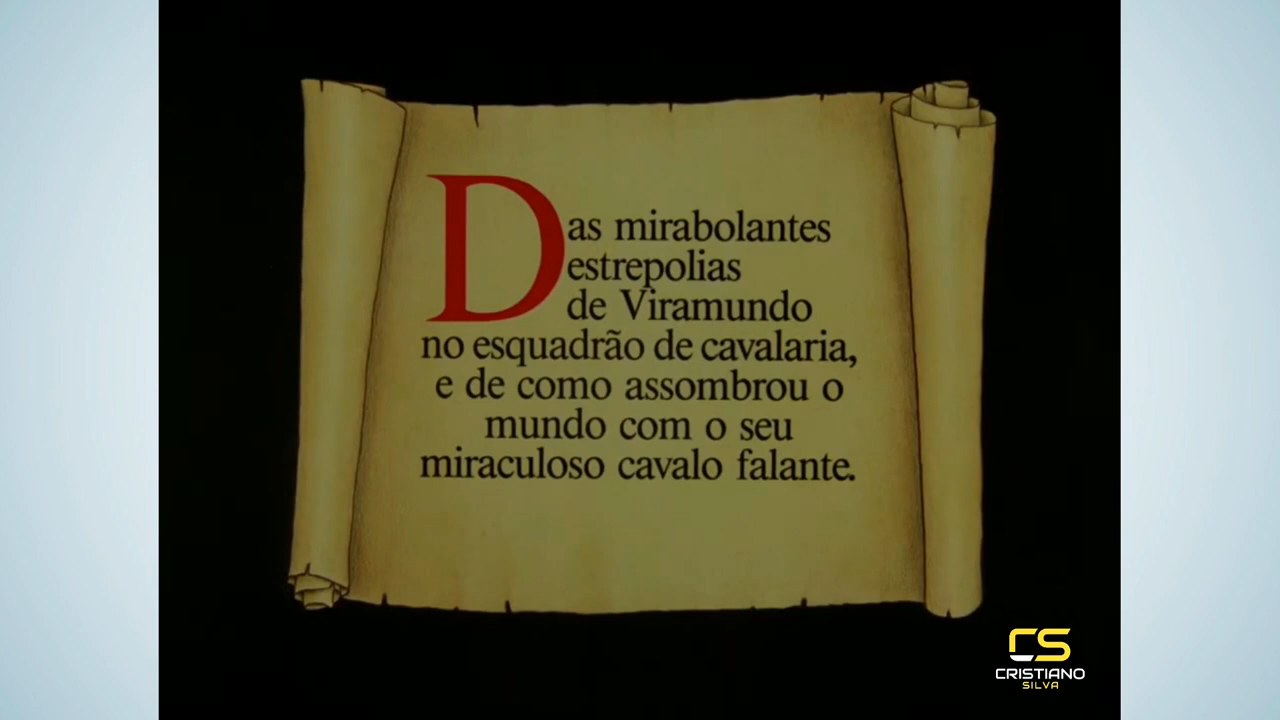 Das mirabolantes
estrepolias
de Viramundo
no esquadrão de cavalaria,
e de como assombrou o
mundo com o seu
miraculoso cavalo falante.
CS
CRISTIANO
SILVA